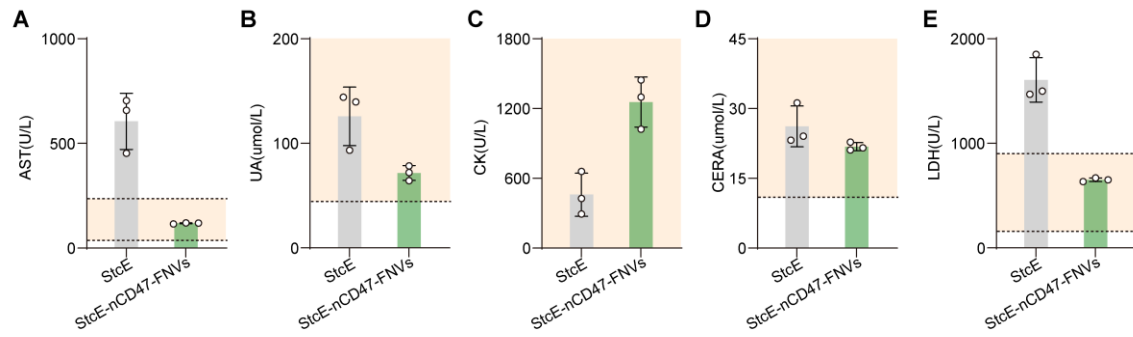 A
AST(U/L)
1000
500
0
StcE
StcE-nCD47-FNVs
B
UA(umol/L)
200
100
0
StcE
StcE-nCD47-FNVs
C
CK(U/L)
1800
1200
600
0
StcE
StcE-nCD47-FNVs
D
CERA(umol/L)
45
30
15
0
StcE
StcE-nCD47-FNVs
E
LDH(U/L)
2000
1000
0
StcE
StcE-nCD47-FNVs